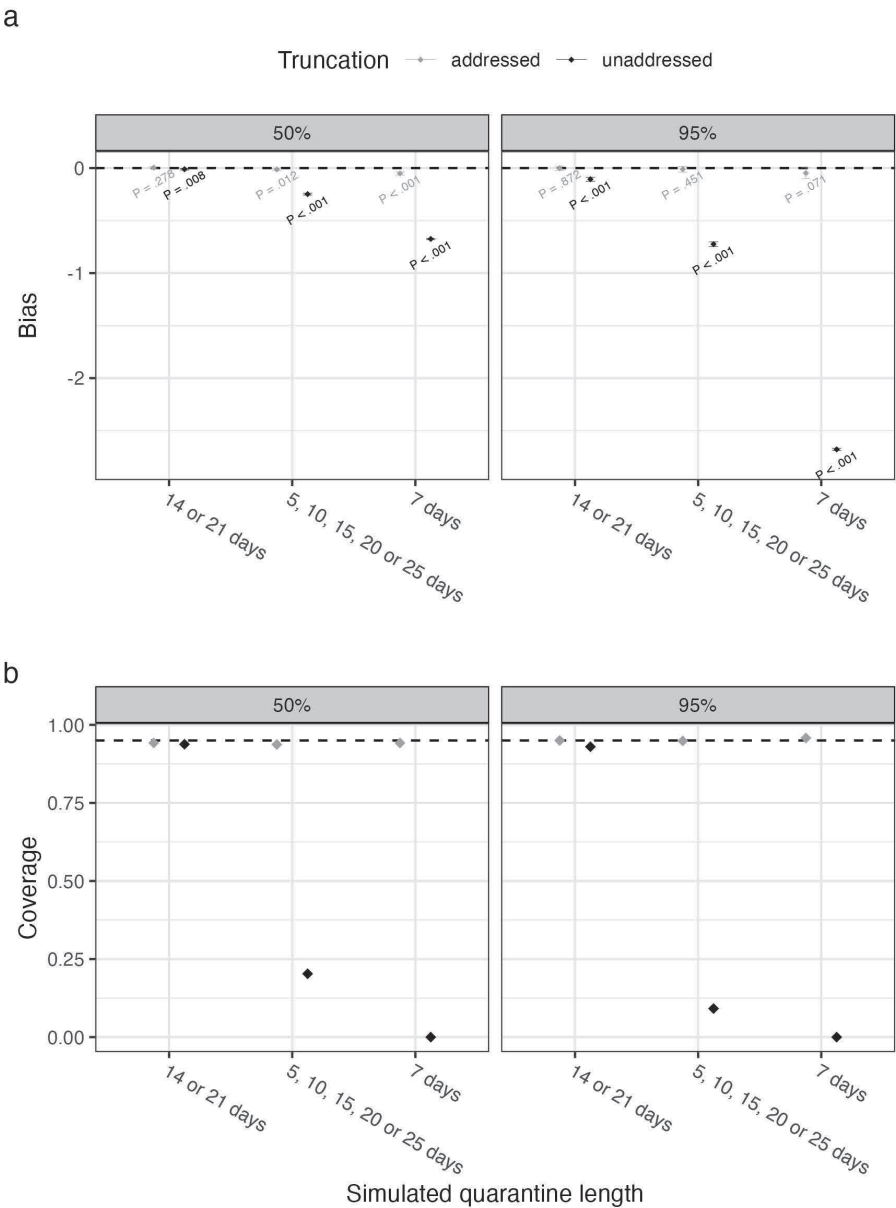 a
Truncation addressed unaddressed
50% 95%
0
P = .278 P = .008 P = .012 P < .001 P < .001 P < .001
P = .872 P < .001 P = .451 P < .001 P = .071 P < .001
-1
-2
Bias
14 or 21 days 5, 10, 15, 20 or 25 days 7 days
14 or 21 days 5, 10, 15, 20 or 25 days 7 days
b
50% 95%
1.00
0.75
0.50
0.25
0.00
Coverage
14 or 21 days 5, 10, 15, 20 or 25 days 7 days
14 or 21 days 5, 10, 15, 20 or 25 days 7 days
Simulated quarantine length